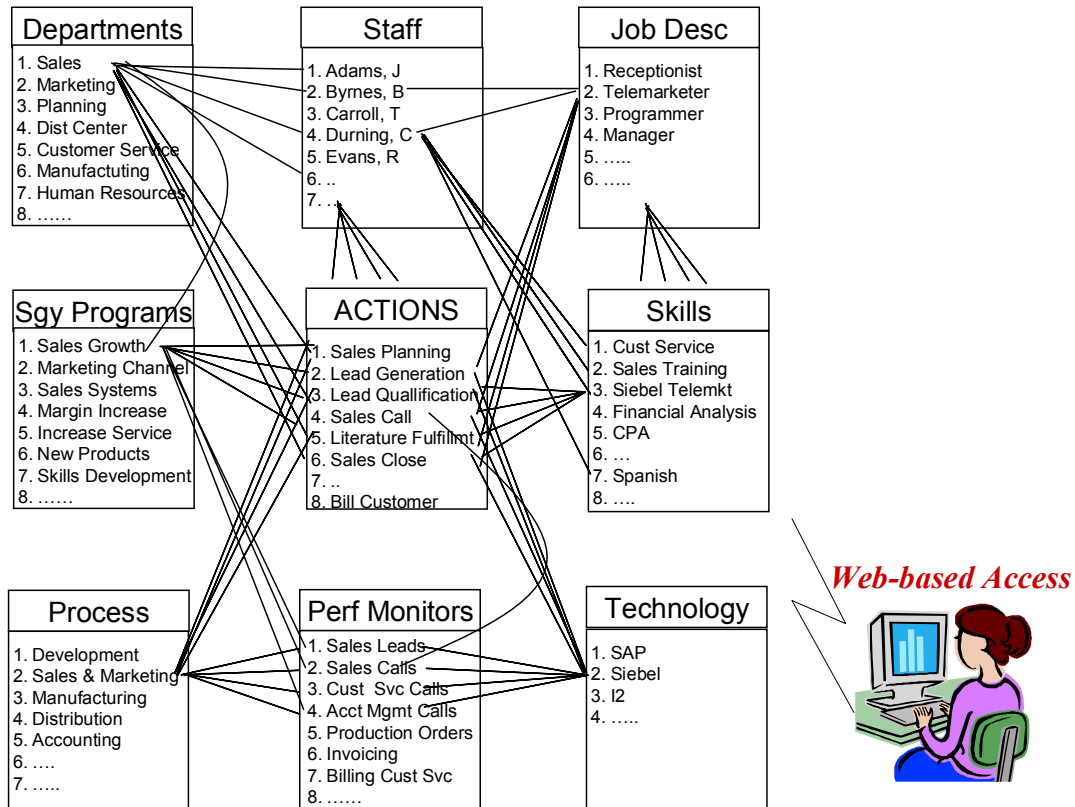 Departments
1. Sales
2. Marketing
3. Planning
4. Dist Center
5. Customer Service
6. Manufactuting
7. Human Resources
8. ……
Staff
1. Adams, J
2. Byrnes, B
3. Carroll, T
4. Durning, C
5. Evans, R
6. ..
7. ...
Job Desc
1. Receptionist
2. Telemarketer
3. Programmer
4. Manager
5. …..
6. …..
Sgy Programs
1. Sales Growth
2. Marketing Channel
3. Sales Systems
4. Margin Increase
5. Increase Service
6. New Products
7. Skills Development
8. ……
ACTIONS
1. Sales Planning
2. Lead Generation
3. Lead Quallification
4. Sales Call
5. Literature Fulfillmt
6. Sales Close
7. ..
8. Bill Customer
Skills
1. Cust Service
2. Sales Training
3. Siebel Telemkt
4. Financial Analysis
5. CPA
6. …
7. Spanish
8. ….
Web-based Access
Process
1. Development
2. Sales & Marketing
3. Manufacturing
4. Distribution
5. Accounting
6. ….
7. …..
Perf Monitors
1. Sales Leads
2. Sales Calls
3. Cust Svc Calls
4. Acct Mgmt Calls
5. Production Orders
6. Invoicing
7. Billing Cust Svc
8. ……
Technology
1. SAP
2. Siebel
3. I2
4. …..